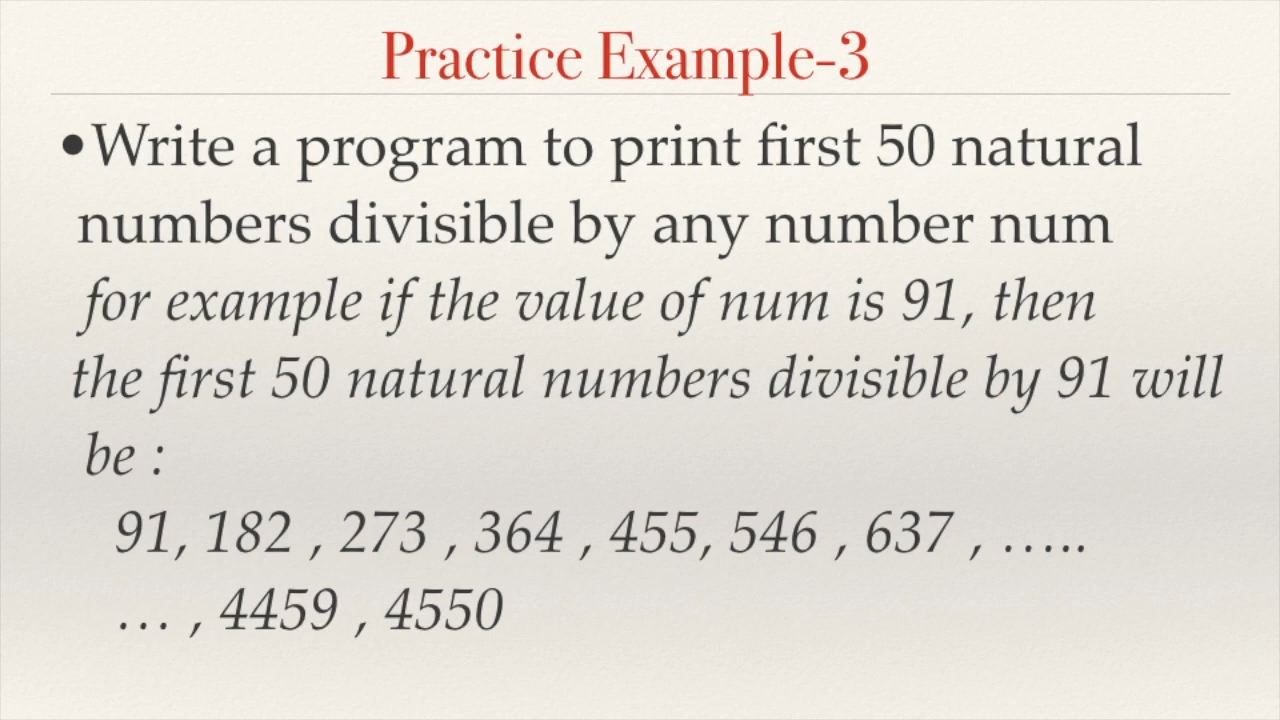 Practice Example-3
•Write a program to print first 50 natural
numbers divisible by any number num
for example if the value of num is 91, then
the first 50 natural numbers divisible by 91 will
be :
91, 182 , 273 , 364 , 455, 546 , 637 , …..
… , 4459 , 4550